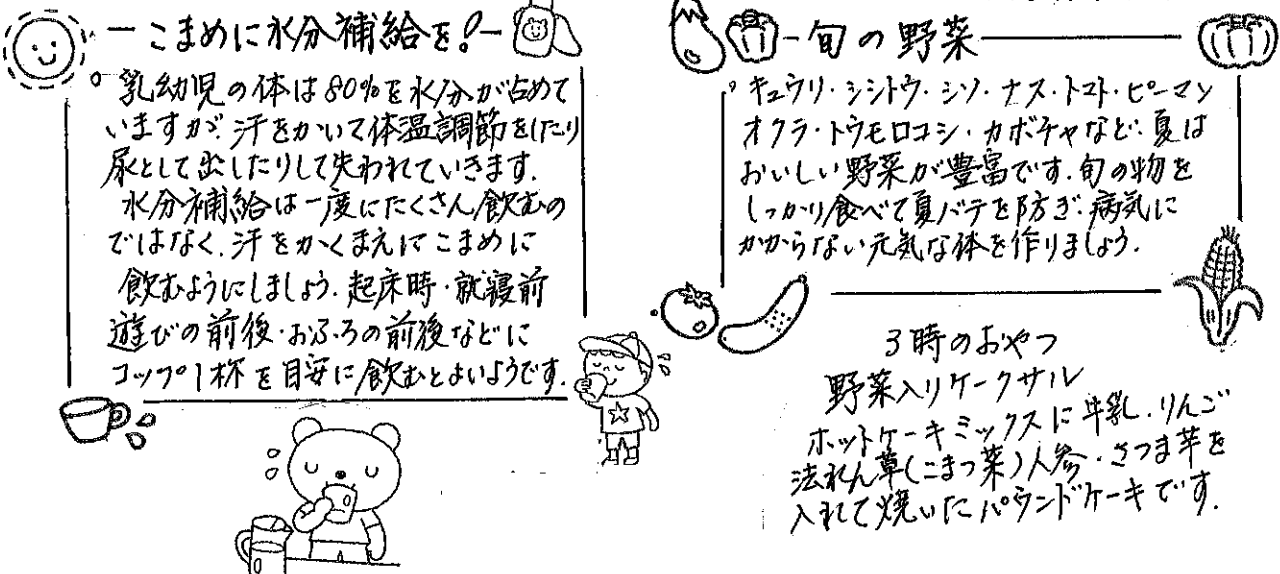 ーこまめに水分補給を!ー
。乳幼児の体は80%を水分が占めて
いますが、汗をかいて体温調節をしたり
尿として出したりして失われていきます.
水分補給は一度にたくさん飲むの
ではなく、汗をかくまえにこまめに
飲むようにしましょう.起床時・就寝前
遊びの前後・おふろの前後などに
コップ1杯を目安に飲むとよいようです.
ー旬の野菜ー
。キュウリ・シシトウ・シソ・ナス・トマト・ピーマン
オクラ・トウモロコシ・カボチャなど、夏は
おいしい野菜が豊富です.旬の物を
しっかり食べて夏バテを防ぎ、病気に
かからない元気な体を作りましょう.
3時のおやつ
野菜入りケークサル
ホットケーキミックスに牛乳.りんご
法れん草(こまつ菜)人参・さつま芋を
入れて焼いたパウンドケーキです.